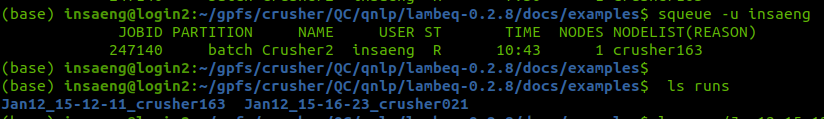 (base) insaeng@login2:~/gpfs/crusher/QC/qnlp/lambeq-0.2.8/docs/examples$ squeue -u insaeng
JOBID PARTITION NAME USER ST TIME NODES NODELIST(REASON)
247140 batch Crusher2 insaeng R 10:43 1 crusher163
(base) insaeng@login2:~/gpfs/crusher/QC/qnlp/lambeq-0.2.8/docs/examples$
(base) insaeng@login2:~/gpfs/crusher/QC/qnlp/lambeq-0.2.8/docs/examples$ ls runs
Jan12_15-12-11_crusher163 Jan12_15-16-23_crusher021